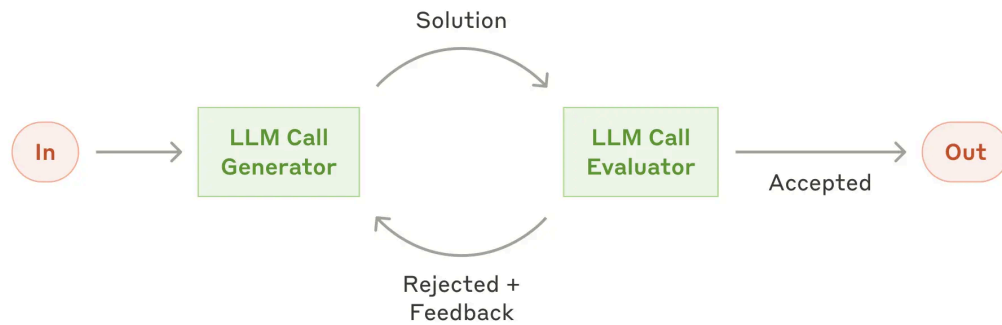 Solution
In
LLM Call
Generator
LLM Call
Evaluator
Out
Accepted
Rejected +
Feedback